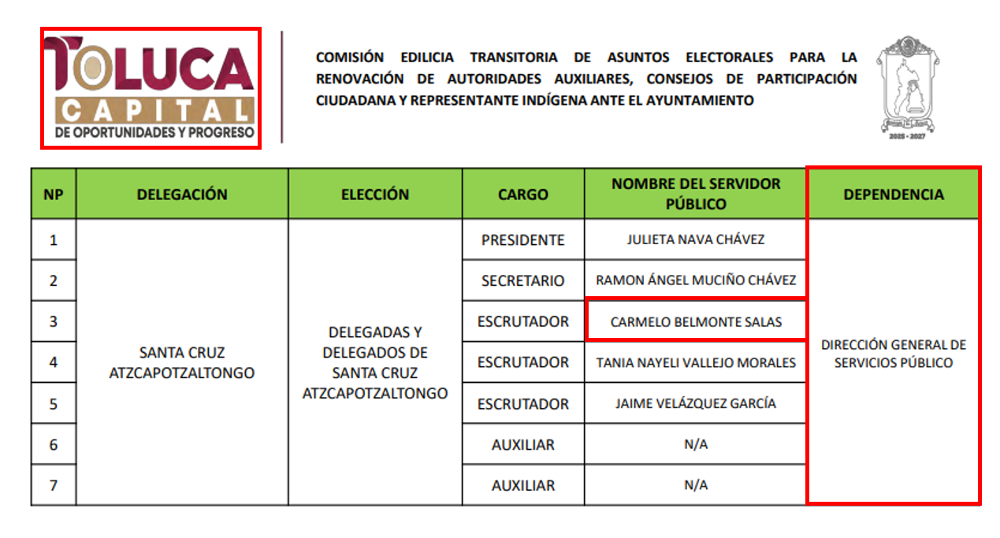 TOLUCA
CAPITAL
DE OPORTUNIDADES Y PROGRESO
COMISIÓN EDILICIA TRANSITORIA DE ASUNTOS ELECTORALES PARA LA
RENOVACIÓN DE AUTORIDADES AUXILIARES, CONSEJOS DE PARTICIPACIÓN
CIUDADANA Y REPRESENTANTE INDÍGENA ANTE EL AYUNTAMIENTO
2025 - 2027
NP DELEGACIÓN ELECCIÓN CARGO NOMBRE DEL SERVIDOR
PÚBLICO DEPENDENCIA
1 PRESIDENTE JULIETA NAVA CHÁVEZ
2 SECRETARIO RAMON ÁNGEL MUCIÑO CHÁVEZ
3 ESCRUTADOR CARMELO BELMONTE SALAS
4 ESCRUTADOR TANIA NAYELI VALLEJO MORALES
5 ESCRUTADOR JAIME VELÁZQUEZ GARCÍA
6 AUXILIAR N/A
7 AUXILIAR N/A
SANTA CRUZ
ATZCAPOTZALTONGO
DELEGADAS Y
DELEGADOS DE
SANTA CRUZ
ATZCAPOTZALTONGO
DIRECCIÓN GENERAL DE
SERVICIOS PÚBLICO